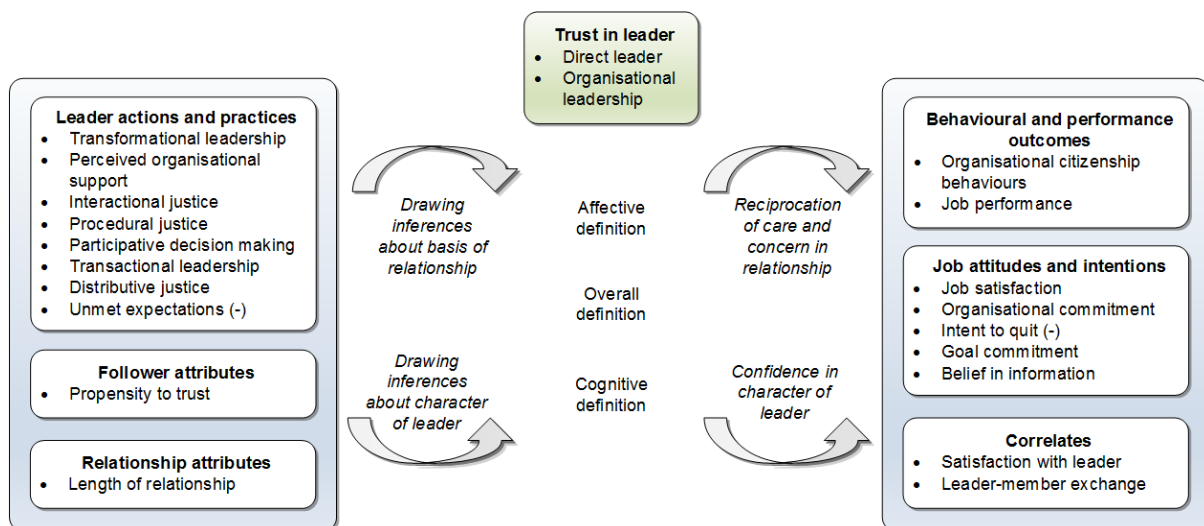 Trust in leader
• Direct leader
• Organisational
leadership
Leader actions and practices
• Transformational leadership
• Perceived organisational
support
• Interactional justice
• Procedural justice
• Participative decision making
• Transactional leadership
• Distributive justice
• Unmet expectations (-)
Follower attributes
• Propensity to trust
Relationship attributes
• Length of relationship
Drawing
inferences
about basis of
relationship
Drawing
inferences
about character
of leader
Affective
definition
Overall
definition
Cognitive
definition
Reciprocation
of care and
concern in
relationship
Confidence in
character of
leader
Behavioural and performance
outcomes
• Organisational citizenship
behaviours
• Job performance
Job attitudes and intentions
• Job satisfaction
• Organisational commitment
• Intent to quit (-)
• Goal commitment
• Belief in information
Correlates
• Satisfaction with leader
• Leader-member exchange